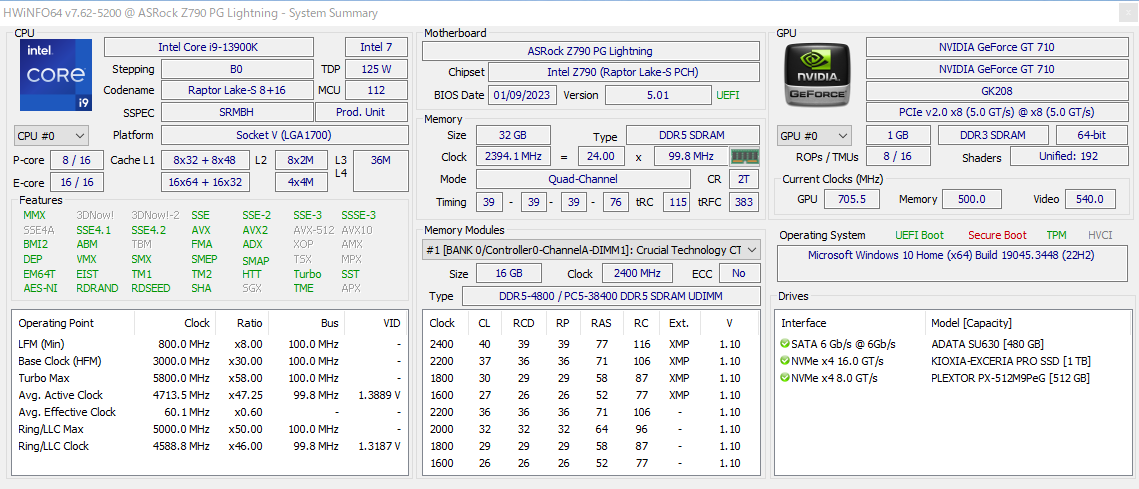 HWiNFO64 v7.62-5200 @ ASRock Z790 PG Lightning - System Summary
CPU
intel
CORE
i9
Intel Core i9-13900K Intel 7
Stepping B0 TDP 125 W
Codename Raptor Lake-S 8+16 MCU 112
SSPEC SRMBH Prod. Unit
CPU #0 Platform Socket V (LGA1700)
P-core 8 / 16 Cache L1 8x32 + 8x48 L2 8x2M L3 36M
E-core 16 / 16 16x64 + 16x32 4x4M L4
Features
MMX 3DNow! 3DNow!-2 SSE SSE-2 SSE-3 SSSE-3
SSE4A SSE4.1 SSE4.2 AVX AVX2 AVX-512 AVX10
BMI2 ABM TBM FMA ADX XOP AMX
DEP VMX SMX SMEP SMAP TSX MPX
EM64T EIST TM1 TM2 HTT Turbo SST
AES-NI RDRAND RDSEED SHA SGX TME APX
Operating Point Clock Ratio Bus VID
LFM (Min) 800.0 MHz x8.00 100.0 MHz -
Base Clock (HFM) 3000.0 MHz x30.00 100.0 MHz -
Turbo Max 5800.0 MHz x58.00 100.0 MHz -
Avg. Active Clock 4713.5 MHz x47.25 99.8 MHz 1.3889 V
Avg. Effective Clock 60.1 MHz x0.60 - -
Ring/LLC Max 5000.0 MHz x50.00 100.0 MHz -
Ring/LLC Clock 4588.8 MHz x46.00 99.8 MHz 1.3187 V
Motherboard
ASRock Z790 PG Lightning
Chipset Intel Z790 (Raptor Lake-S PCH)
BIOS Date 01/09/2023 Version 5.01 UEFI
Memory
Size 32 GB Type DDR5 SDRAM
Clock 2394.1 MHz = 24.00 x 99.8 MHz
Mode Quad-Channel CR 2T
Timing 39 - 39 - 39 - 76 tRC 115 tRFC 383
Memory Modules
#1 [BANK 0/Controller0-ChannelA-DIMM1]: Crucial Technology CT
Size 16 GB Clock 2400 MHz ECC No
Type DDR5-4800 / PC5-38400 DDR5 SDRAM UDIMM
Clock CL RCD RP RAS RC Ext. V
2400 40 39 39 77 116 XMP 1.10
2200 37 36 36 71 106 XMP 1.10
1800 30 29 29 58 87 XMP 1.10
1600 27 26 26 52 77 XMP 1.10
2200 36 36 36 71 106 - 1.10
2000 32 32 32 64 96 - 1.10
1800 29 29 29 58 87 - 1.10
1600 26 26 26 52 77 - 1.10
GPU
NVIDIA
GEFORCE
NVIDIA GeForce GT 710
NVIDIA GeForce GT 710
GK208
PCIe v2.0 x8 (5.0 GT/s) @ x8 (5.0 GT/s)
GPU #0 1 GB DDR3 SDRAM 64-bit
ROPs / TMUs 8 / 16 Shaders Unified: 192
Current Clocks (MHz)
GPU 705.5 Memory 500.0 Video 540.0
Operating System UEFI Boot Secure Boot TPM HVCI
Microsoft Windows 10 Home (x64) Build 19045.3448 (22H2)
Drives
Interface Model [Capacity]
SATA 6 Gb/s @ 6Gb/s ADATA SU630 [480 GB]
NVMe x4 16.0 GT/s KIOXIA-EXCERIA PRO SSD [1 TB]
NVMe x4 8.0 GT/s PLEXTOR PX-512M9PeG [512 GB]